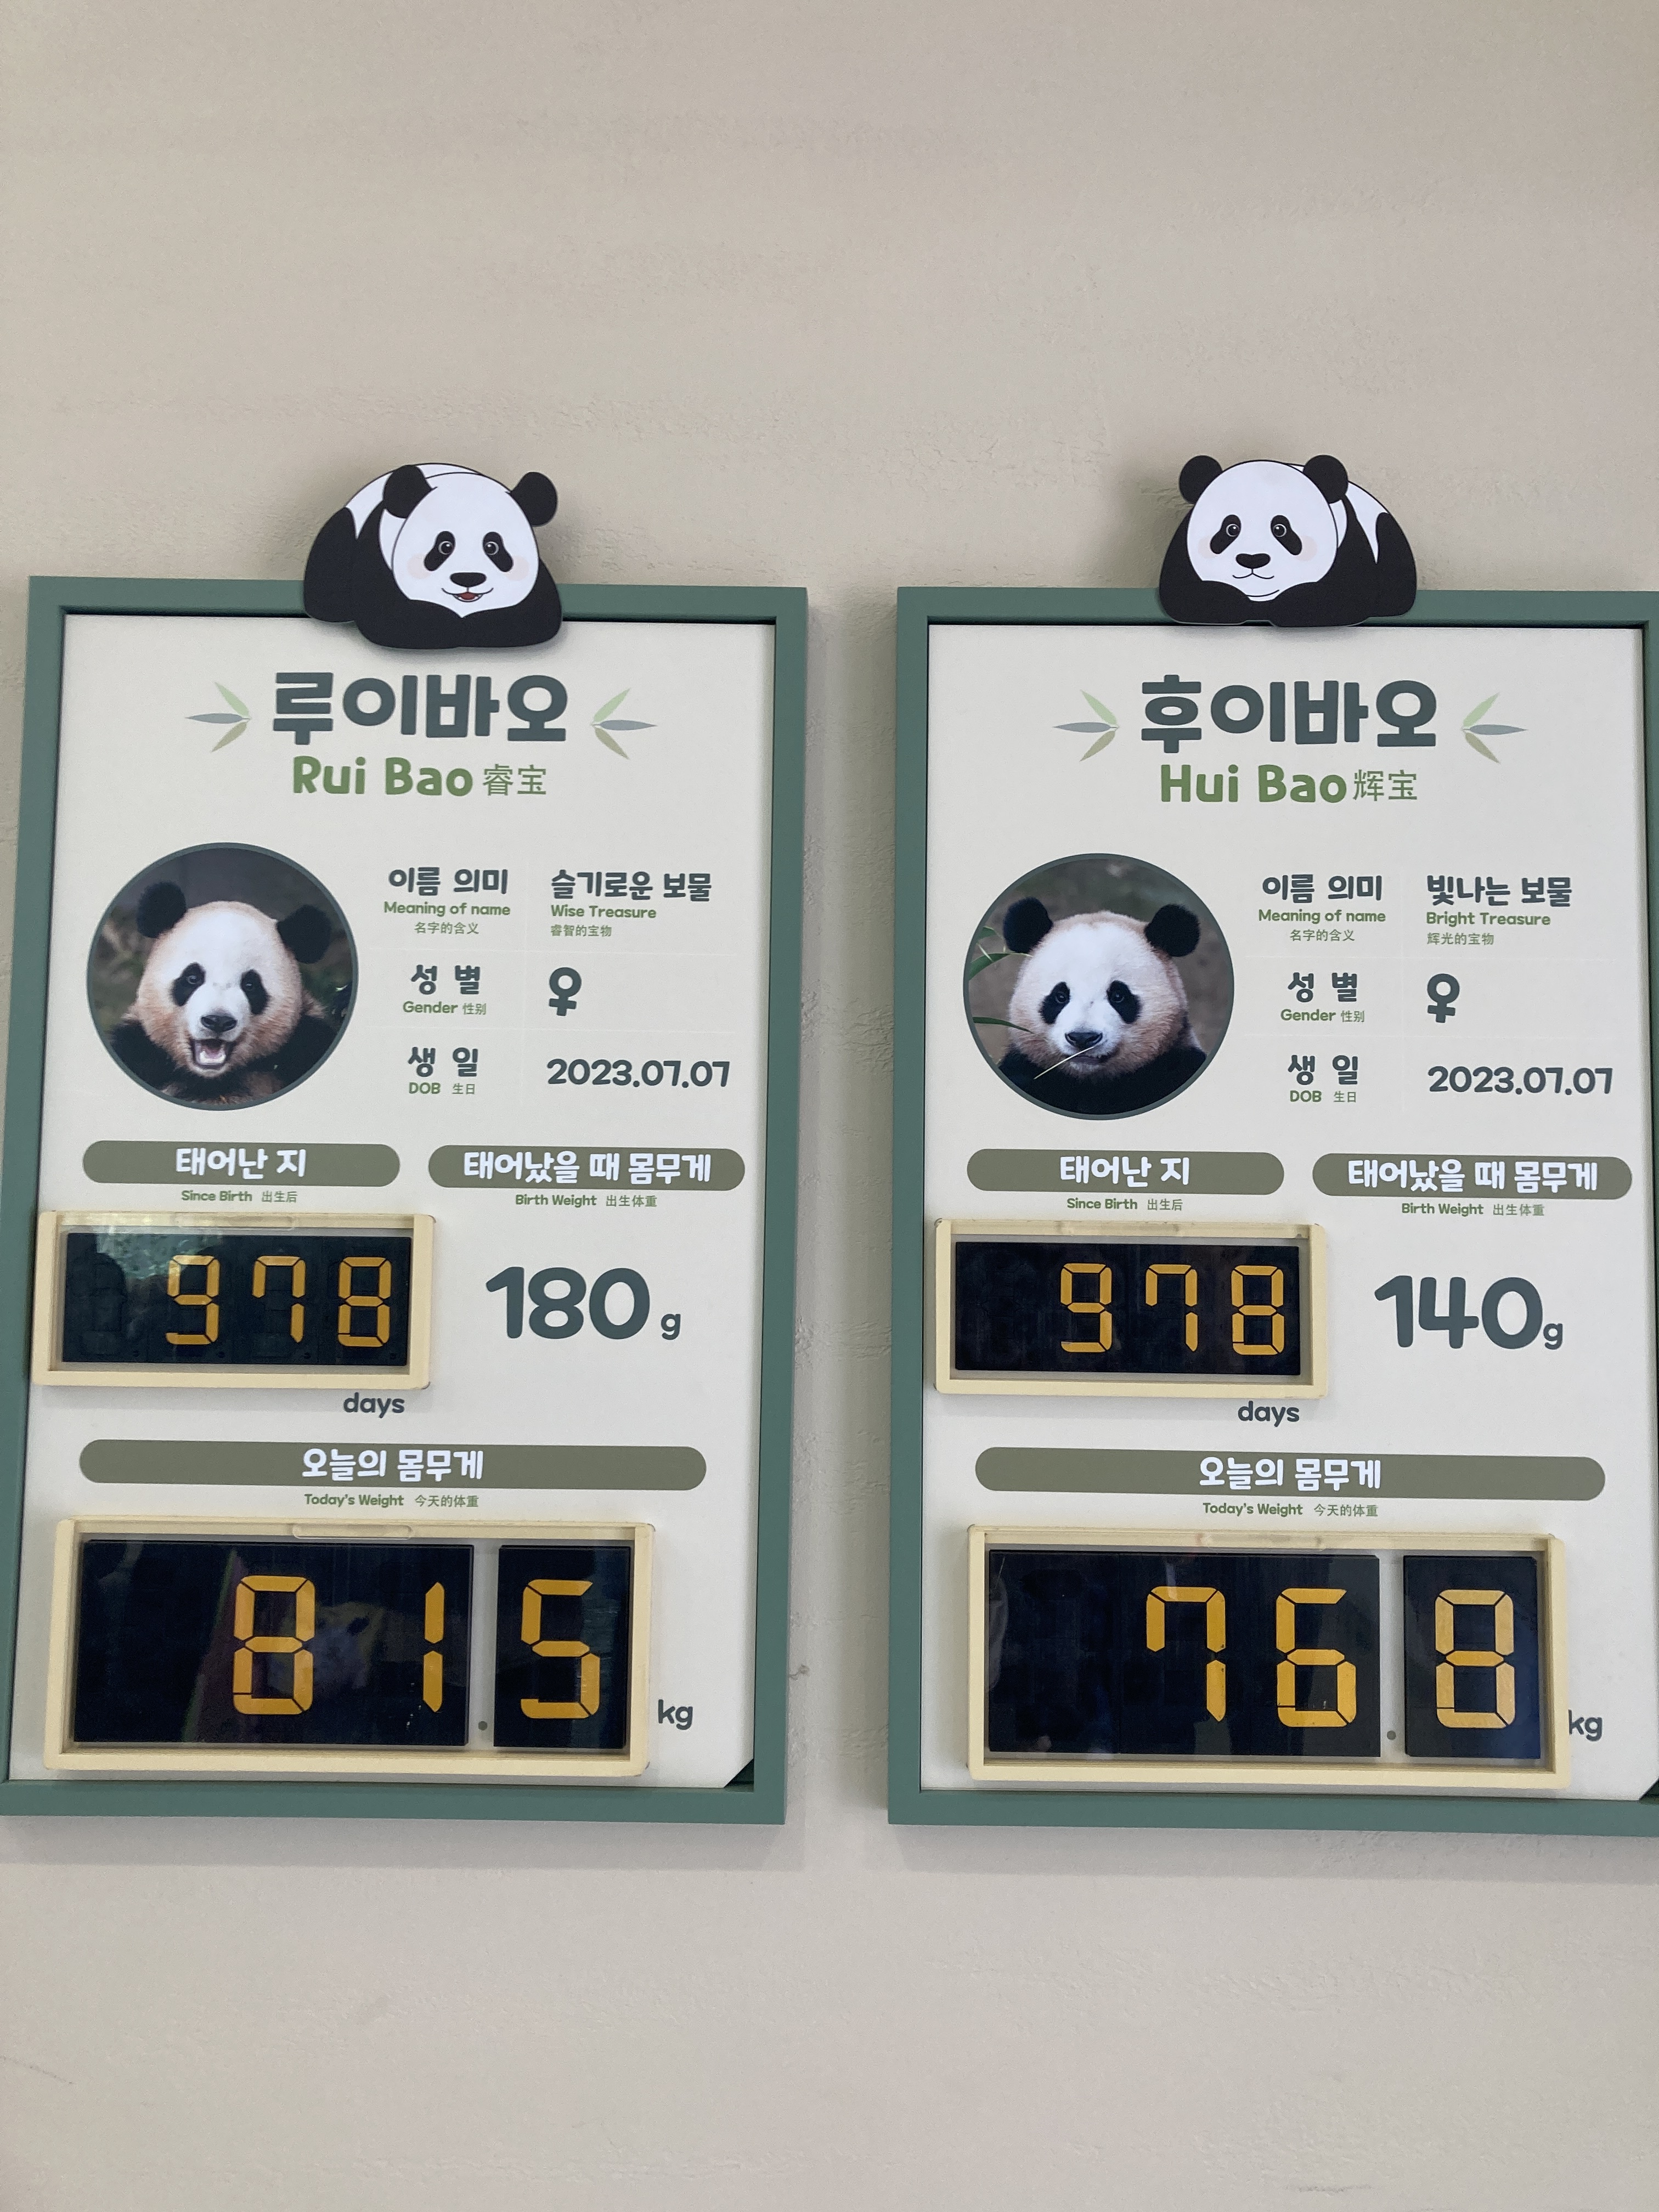 루이바오
Rui Bao 睿宝
이름 의미 슬기로운 보물
Meaning of name Wise Treasure
名字的含义 睿智的宝物
성 별 ♀
Gender 性别
생 일 2023.07.07
DOB 生日
태어난 지 태어났을 때 몸무게
Since Birth 出生后 Birth Weight 出生体重
978 180 g
days
오늘의 몸무게
Today's Weight 今天的体重
81.5 kg
후이바오
Hui Bao 辉宝
이름 의미 빛나는 보물
Meaning of name Bright Treasure
名字的含义 辉光的宝物
성 별 ♀
Gender 性别
생 일 2023.07.07
DOB 生日
태어난 지 태어났을 때 몸무게
Since Birth 出生后 Birth Weight 出生体重
978 140 g
days
오늘의 몸무게
Today's Weight 今天的体重
76.8 kg